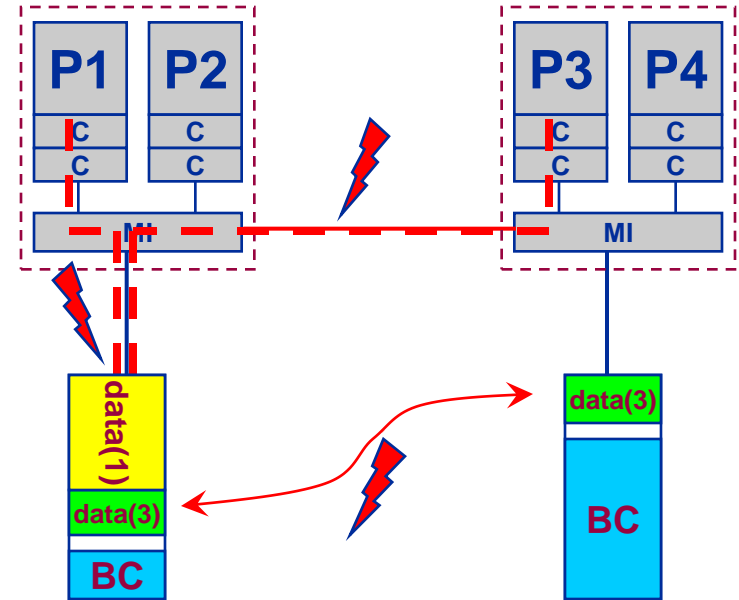 P1 P2 P3 P4
C C C C
C C C C
MI MI
data(1)
data(3)
data(3)
BC
BC